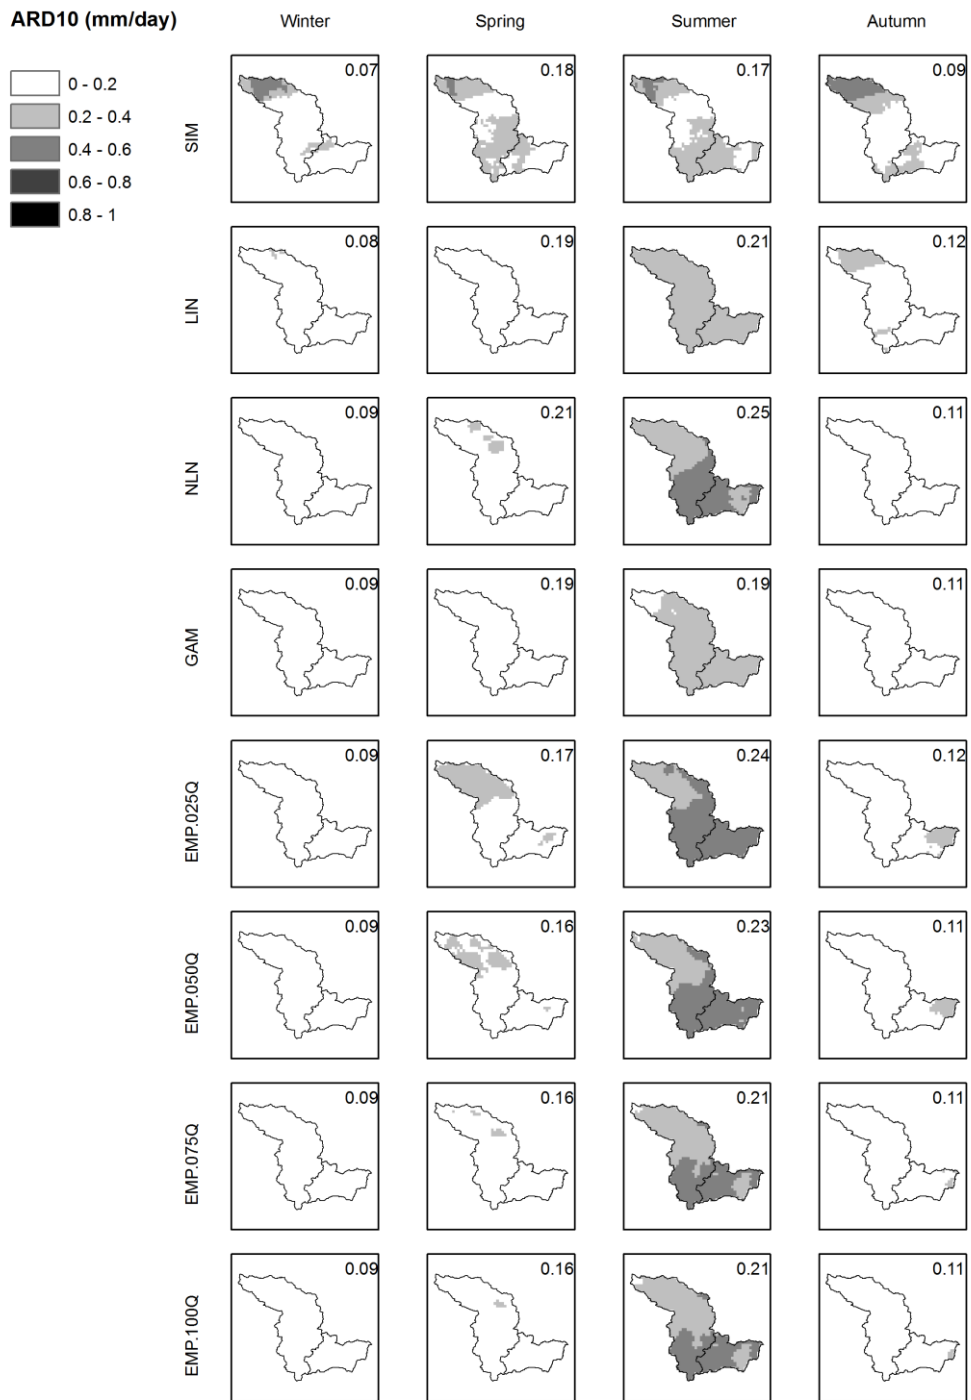 ARD10 (mm/day) Winter Spring Summer Autumn
0 - 0.2
0.2 - 0.4
0.4 - 0.6
0.6 - 0.8
0.8 - 1
SIM 0.07 0.18 0.17 0.09
LIN 0.08 0.19 0.21 0.12
NLN 0.09 0.21 0.25 0.11
GAM 0.09 0.19 0.19 0.11
EMP.025Q 0.09 0.17 0.24 0.12
EMP.050Q 0.09 0.16 0.23 0.11
EMP.075Q 0.09 0.16 0.21 0.11
EMP.100Q 0.09 0.16 0.21 0.11